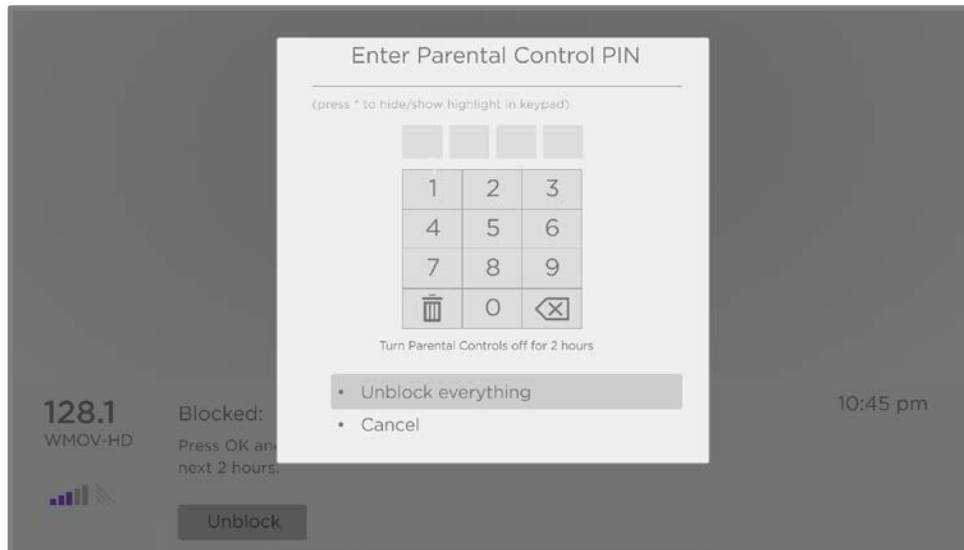 Enter Parental Control PIN
(press * to hide/show highlight in keypad)
1 2 3
4 5 6
7 8 9
0
Turn Parental Controls off for 2 hours
• Unblock everything
• Cancel
128.1
WMOV-HD
Blocked:
Press OK and
next 2 hours.
Unblock
10:45 pm